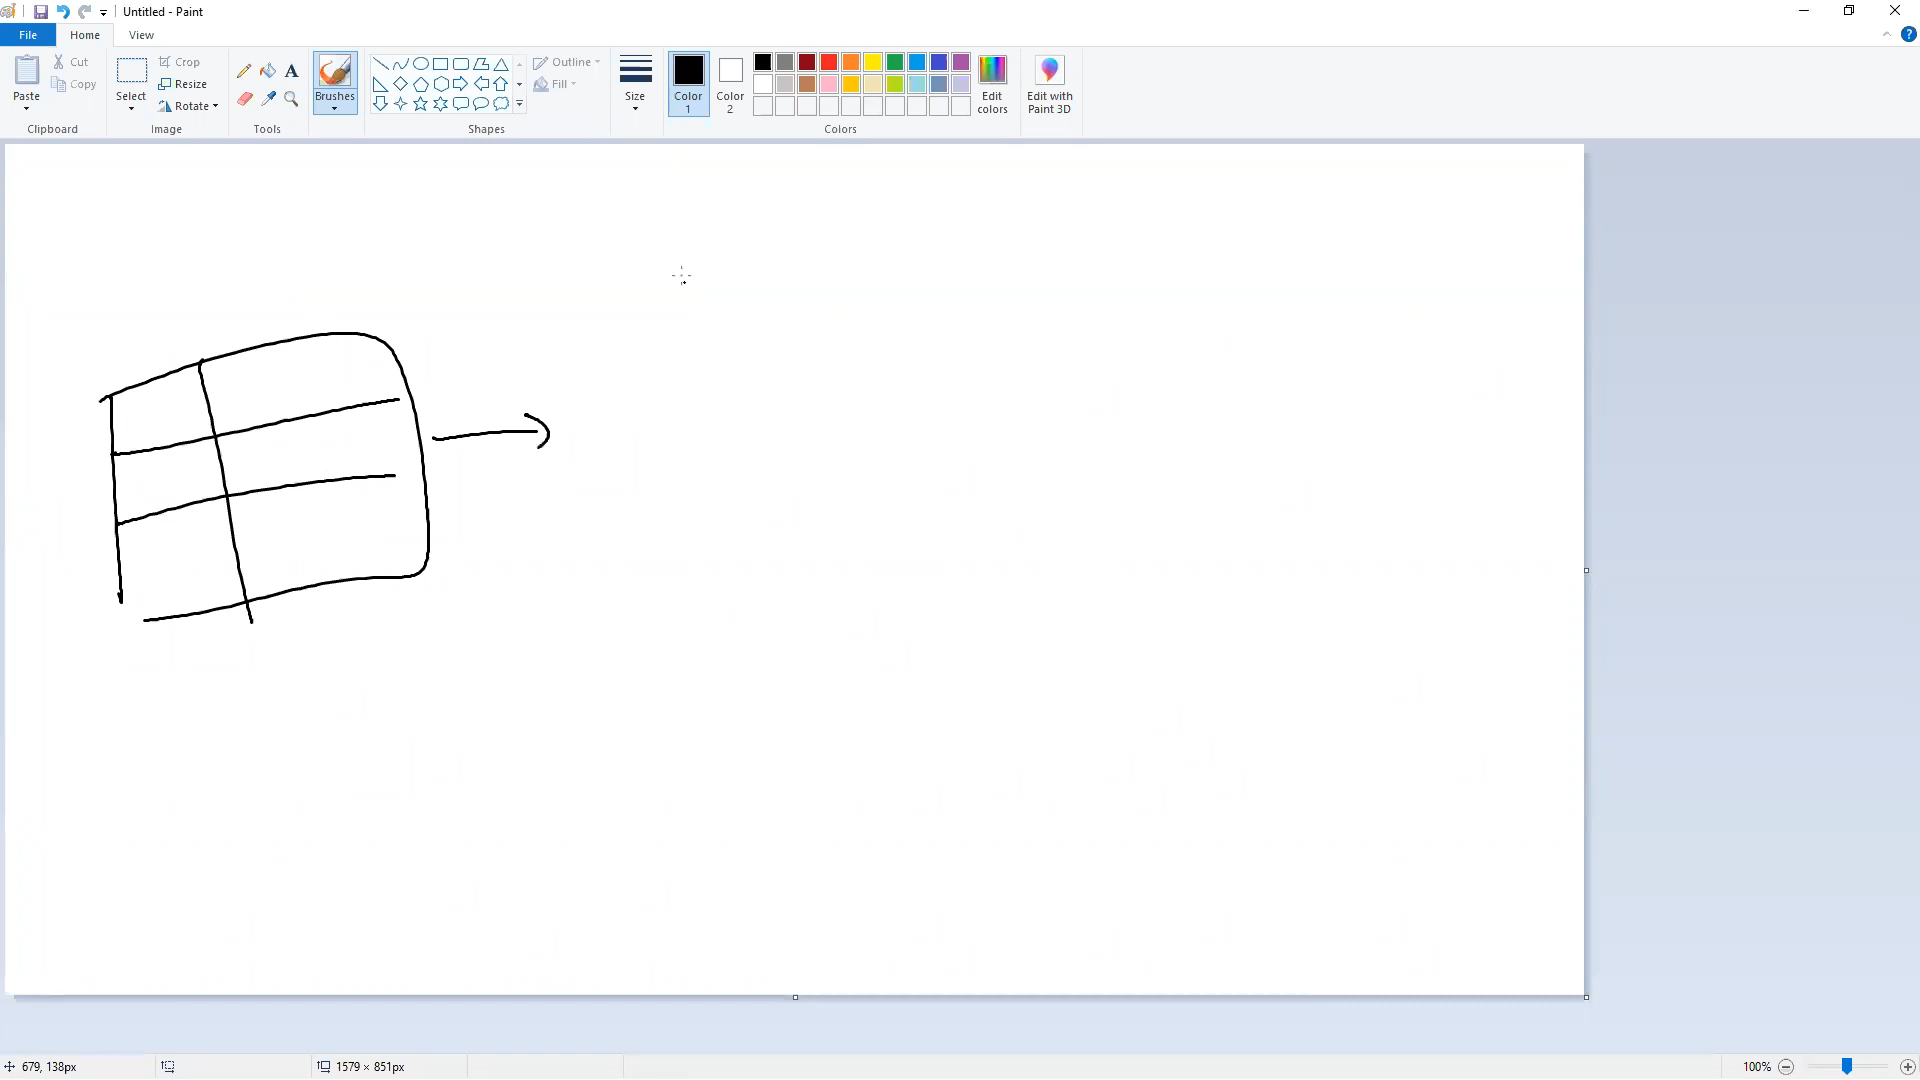 Untitled - Paint
File Home View
Paste
Cut
Copy
Clipboard
Select
Crop
Resize
Rotate
Image
A
Tools
Brushes
Shapes
Outline
Fill
Size
Color 1
Color 2
Edit colors
Colors
Edit with Paint 3D
?
679, 138px
1579 × 851px
100%